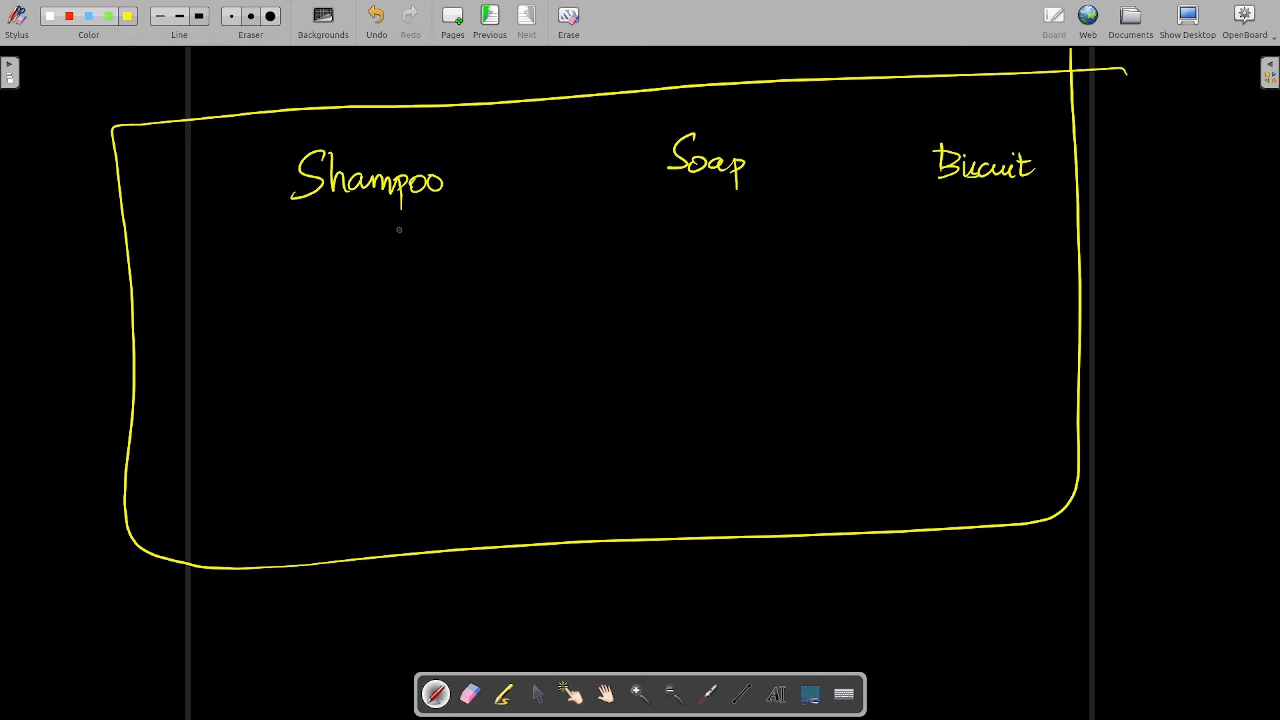 Stylus
Color
Line
Eraser
Backgrounds
Undo
Redo
Pages
Previous
Next
Erase
Board
Web
Documents
Show Desktop
OpenBoard
Shampoo Soap Biscuit
AI